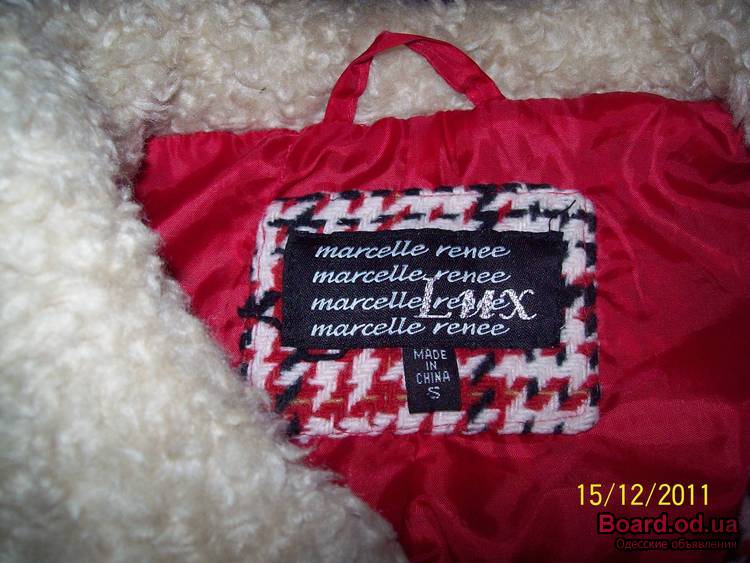 marcelle renee
marcelle renee
marcelle renee
Lux
marcelle renee
MADE
IN
CHINA
S
15/12/2011
Board.od.ua
Одесские объявления